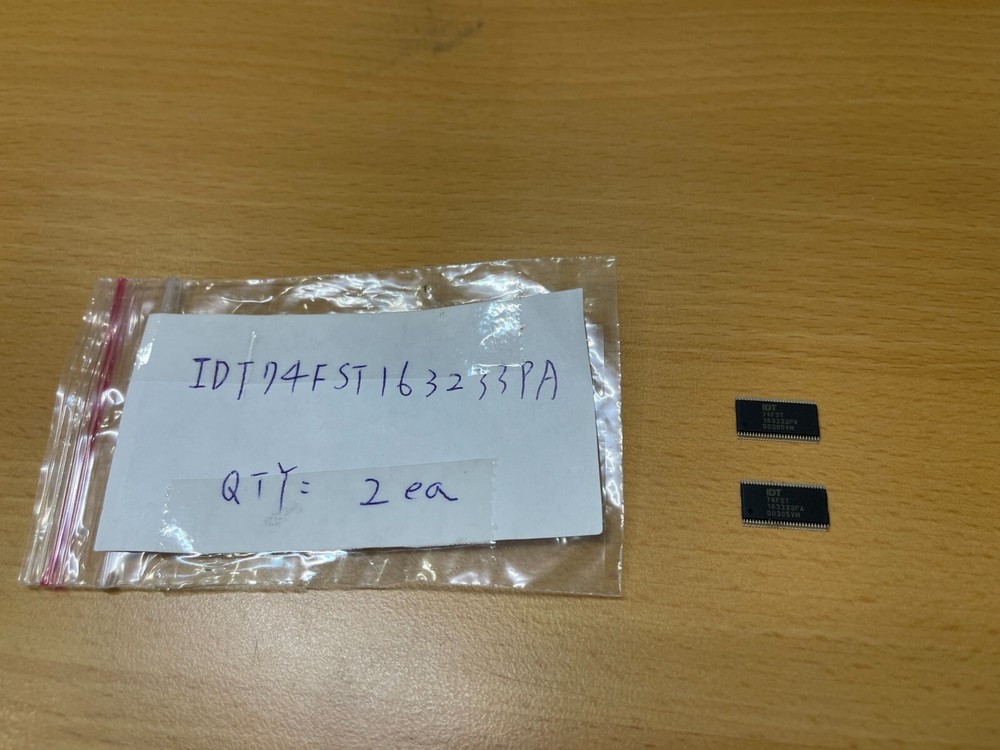 IDT74FST163233PA
QTY: 2ea
IDT
74FST
163233PA
IDT
74FST
163233PA